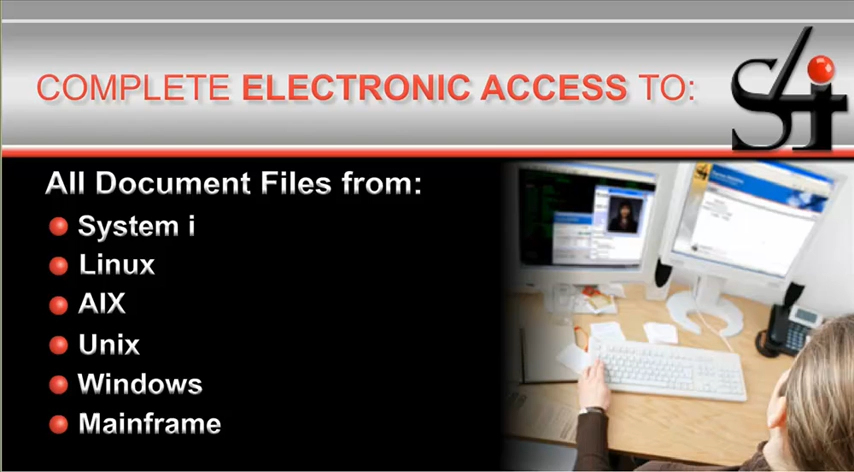 COMPLETE ELECTRONIC ACCESS TO:
S4i
All Document Files from:
System i
Linux
AIX
Unix
Windows
Mainframe